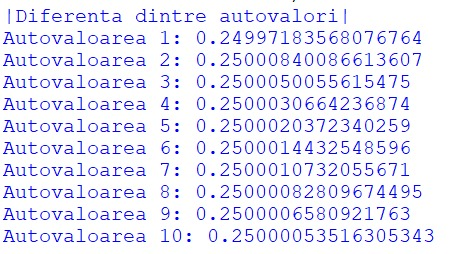 |Diferenta dintre autovalori|
Autovaloarea 1: 0.24997183568076764
Autovaloarea 2: 0.25000840086613607
Autovaloarea 3: 0.2500050055615475
Autovaloarea 4: 0.2500030664236874
Autovaloarea 5: 0.2500020372340259
Autovaloarea 6: 0.2500014432548596
Autovaloarea 7: 0.2500010732055671
Autovaloarea 8: 0.25000082809674495
Autovaloarea 9: 0.2500006580921763
Autovaloarea 10: 0.25000053516305343